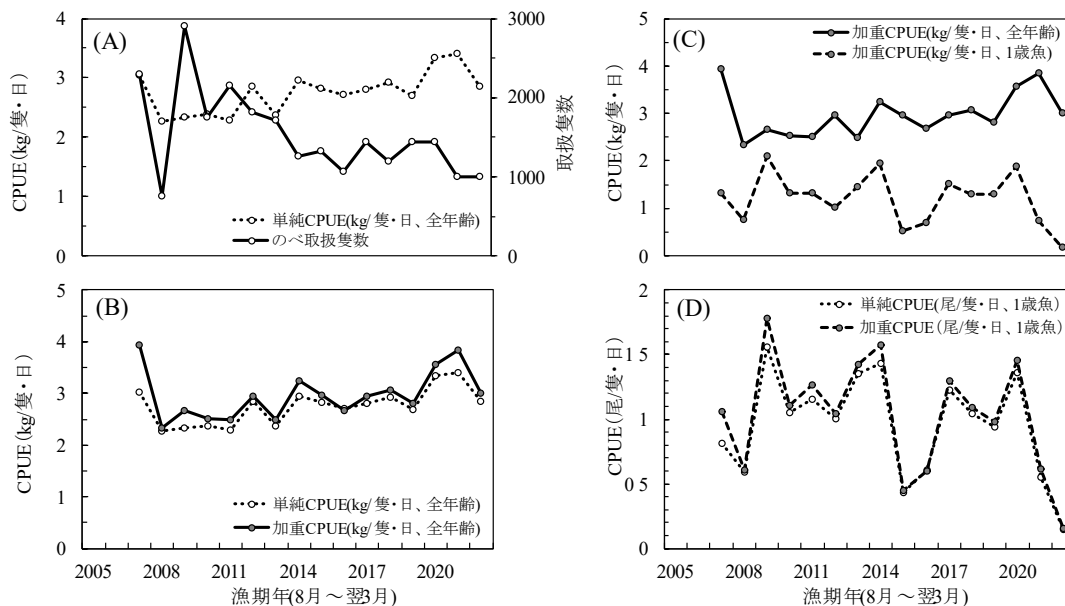 (A)
CPUE(kg/隻・日)
4
3
2
1
0
3000
2000
1000
0
取扱隻数
単純CPUE(kg/隻・日、全年齢)
のべ取扱隻数
(B)
CPUE(kg/隻・日)
5
4
3
2
1
0
単純CPUE(kg/隻・日、全年齢)
加重CPUE(kg/隻・日、全年齢)
2005 2008 2011 2014 2017 2020
漁期年(8月～翌3月)
(C)
CPUE(kg/隻・日)
5
4
3
2
1
0
加重CPUE(kg/隻・日、全年齢)
加重CPUE(kg/隻・日、1歳魚)
(D)
CPUE(尾/隻・日)
2
1 5
1
0 5
0
単純CPUE(尾/隻・日、1歳魚)
加重CPUE(尾/隻・日、1歳魚)
2005 2008 2011 2014 2017 2020
漁期年(8月～翌3月)